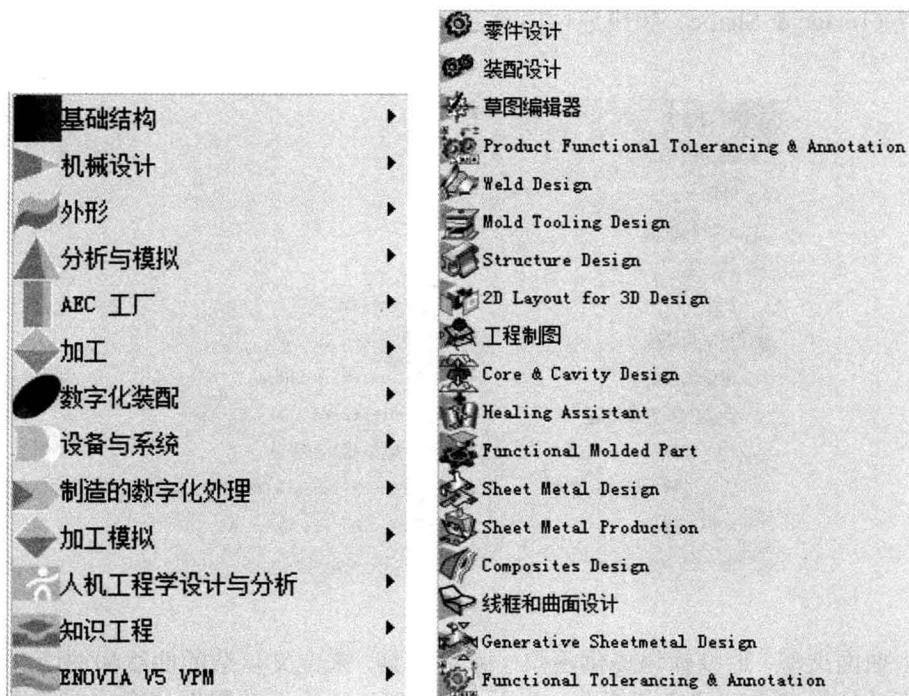 基础结构
机械设计
外形
分析与模拟
AEC 工厂
加工
数字化装配
设备与系统
制造的数字化处理
加工模拟
人机工程学设计与分析
知识工程
ENOVIA V5 VPM
零件设计
装配设计
草图编辑器
Product Functional Tolerancing & Annotation
Weld Design
Mold Tooling Design
Structure Design
2D Layout for 3D Design
工程制图
Core & Cavity Design
Healing Assistant
Functional Molded Part
Sheet Metal Design
Sheet Metal Production
Composites Design
线框和曲面设计
Generative Sheetmetal Design
Functional Tolerancing & Annotation